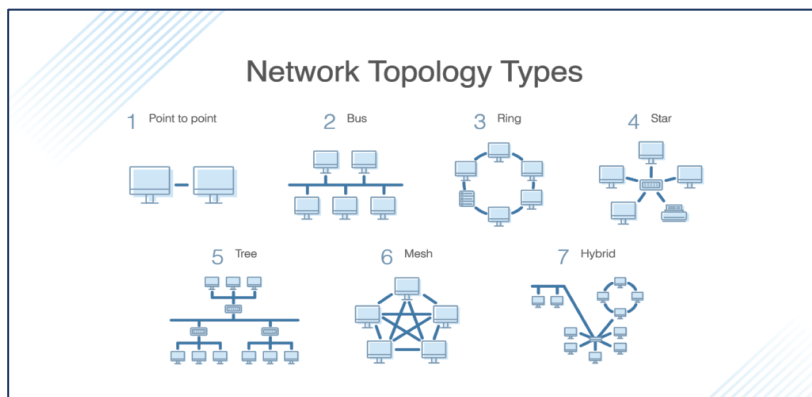 Network Topology Types
1 Point to point
2 Bus
3 Ring
4 Star
5 Tree
6 Mesh
7 Hybrid